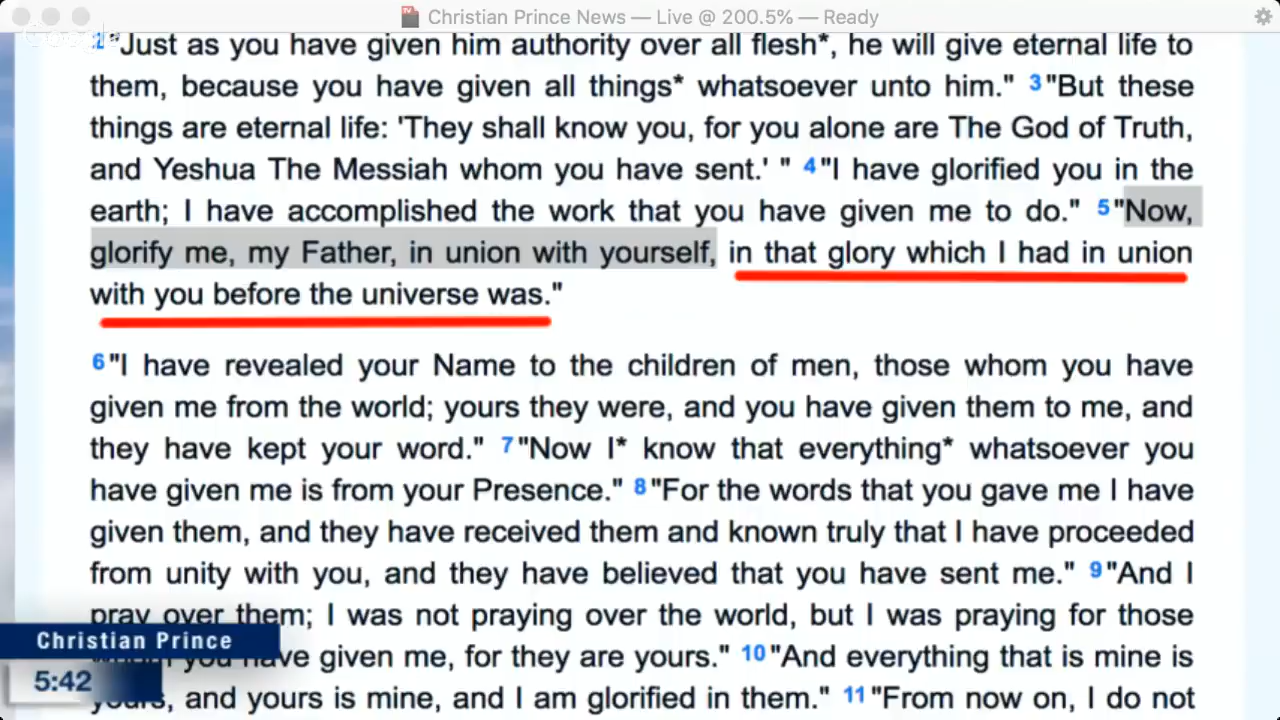 Christian Prince News — Live @ 200.5% — Ready
Google
2 "Just as you have given him authority over all flesh*, he will give eternal life to
them, because you have given all things* whatsoever unto him." 3 "But these
things are eternal life: 'They shall know you, for you alone are The God of Truth,
and Yeshua The Messiah whom you have sent.' " 4 "I have glorified you in the
earth; I have accomplished the work that you have given me to do." 5 "Now,
glorify me, my Father, in union with yourself, in that glory which I had in union
with you before the universe was."
6 "I have revealed your Name to the children of men, those whom you have
given me from the world; yours they were, and you have given them to me, and
they have kept your word." 7 "Now I* know that everything* whatsoever you
have given me is from your Presence." 8 "For the words that you gave me I have
given them, and they have received them and known truly that I have proceeded
from unity with you, and they have believed that you have sent me." 9 "And I
pray over them; I was not praying over the world, but I was praying for those
Christian Prince
whom you have given me, for they are yours." 10 "And everything that is mine is
5:42
yours, and yours is mine, and I am glorified in them." 11 "From now on, I do not